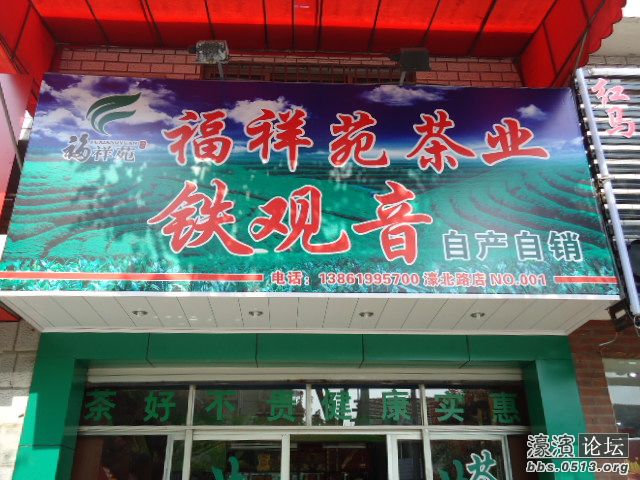 福祥苑茶业
FUXIANGYUAN
福祥苑
铁观音
自产自销
电话：13861995700 濠北路店 NO.001
红马
茶好不贵健康实惠
茶
濠滨论坛
bbs.0513.org